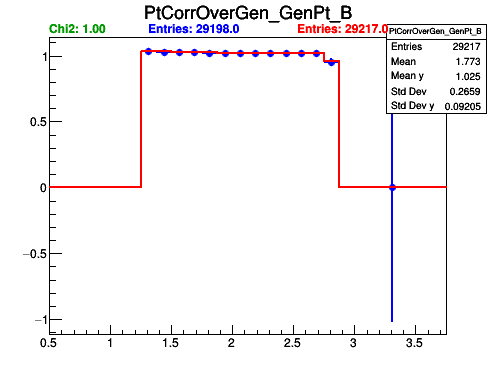 PtCorrOverGen_GenPt_B
Chi2: 1.00 Entries: 29198.0 Entries: 29217.0
PtCorrOverGen_GenPt_B
Entries 29217
Mean 1.773
Mean y 1.025
Std Dev 0.2659
Std Dev y 0.09205
1
0.5
0
−0.5
−1
0.5 1 1.5 2 2.5 3 3.5